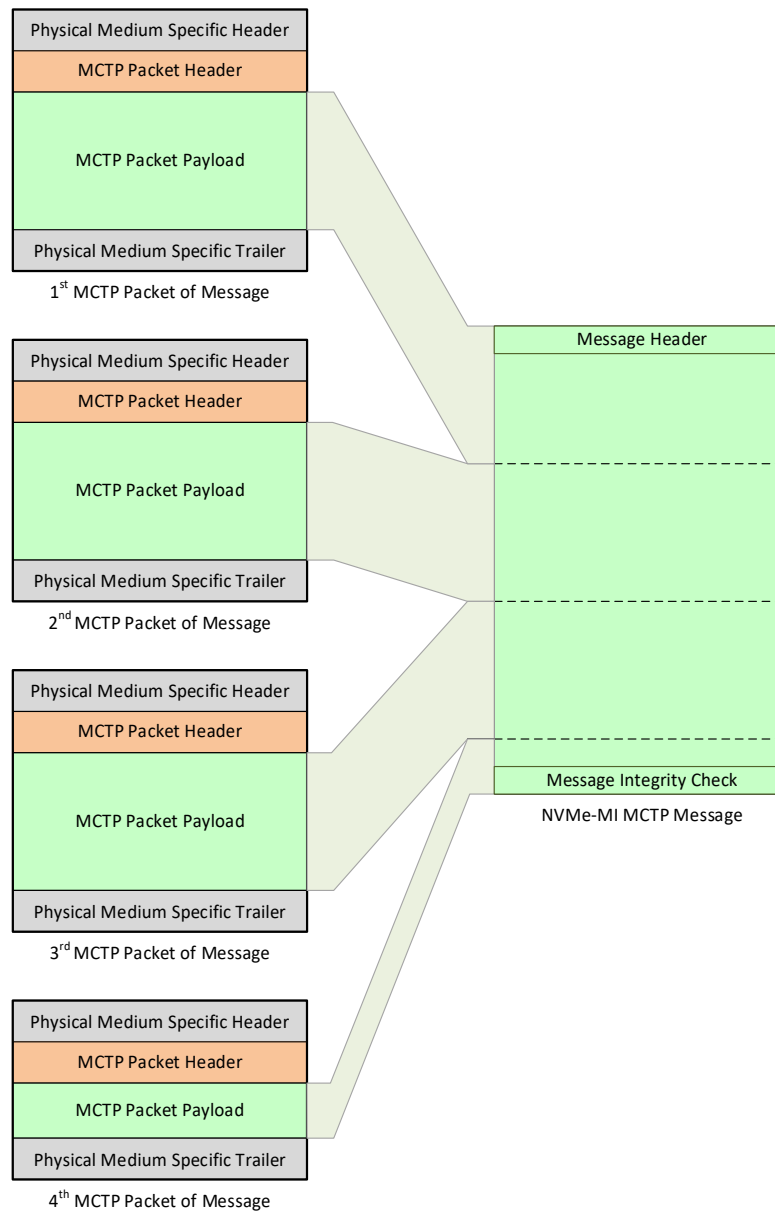 Physical Medium Specific Header
MCTP Packet Header
MCTP Packet Payload
Physical Medium Specific Trailer
1st MCTP Packet of Message
Physical Medium Specific Header
MCTP Packet Header
MCTP Packet Payload
Physical Medium Specific Trailer
2nd MCTP Packet of Message
Physical Medium Specific Header
MCTP Packet Header
MCTP Packet Payload
Physical Medium Specific Trailer
3rd MCTP Packet of Message
Physical Medium Specific Header
MCTP Packet Header
MCTP Packet Payload
Physical Medium Specific Trailer
4th MCTP Packet of Message
Message Header
Message Integrity Check
NVMe-MI MCTP Message